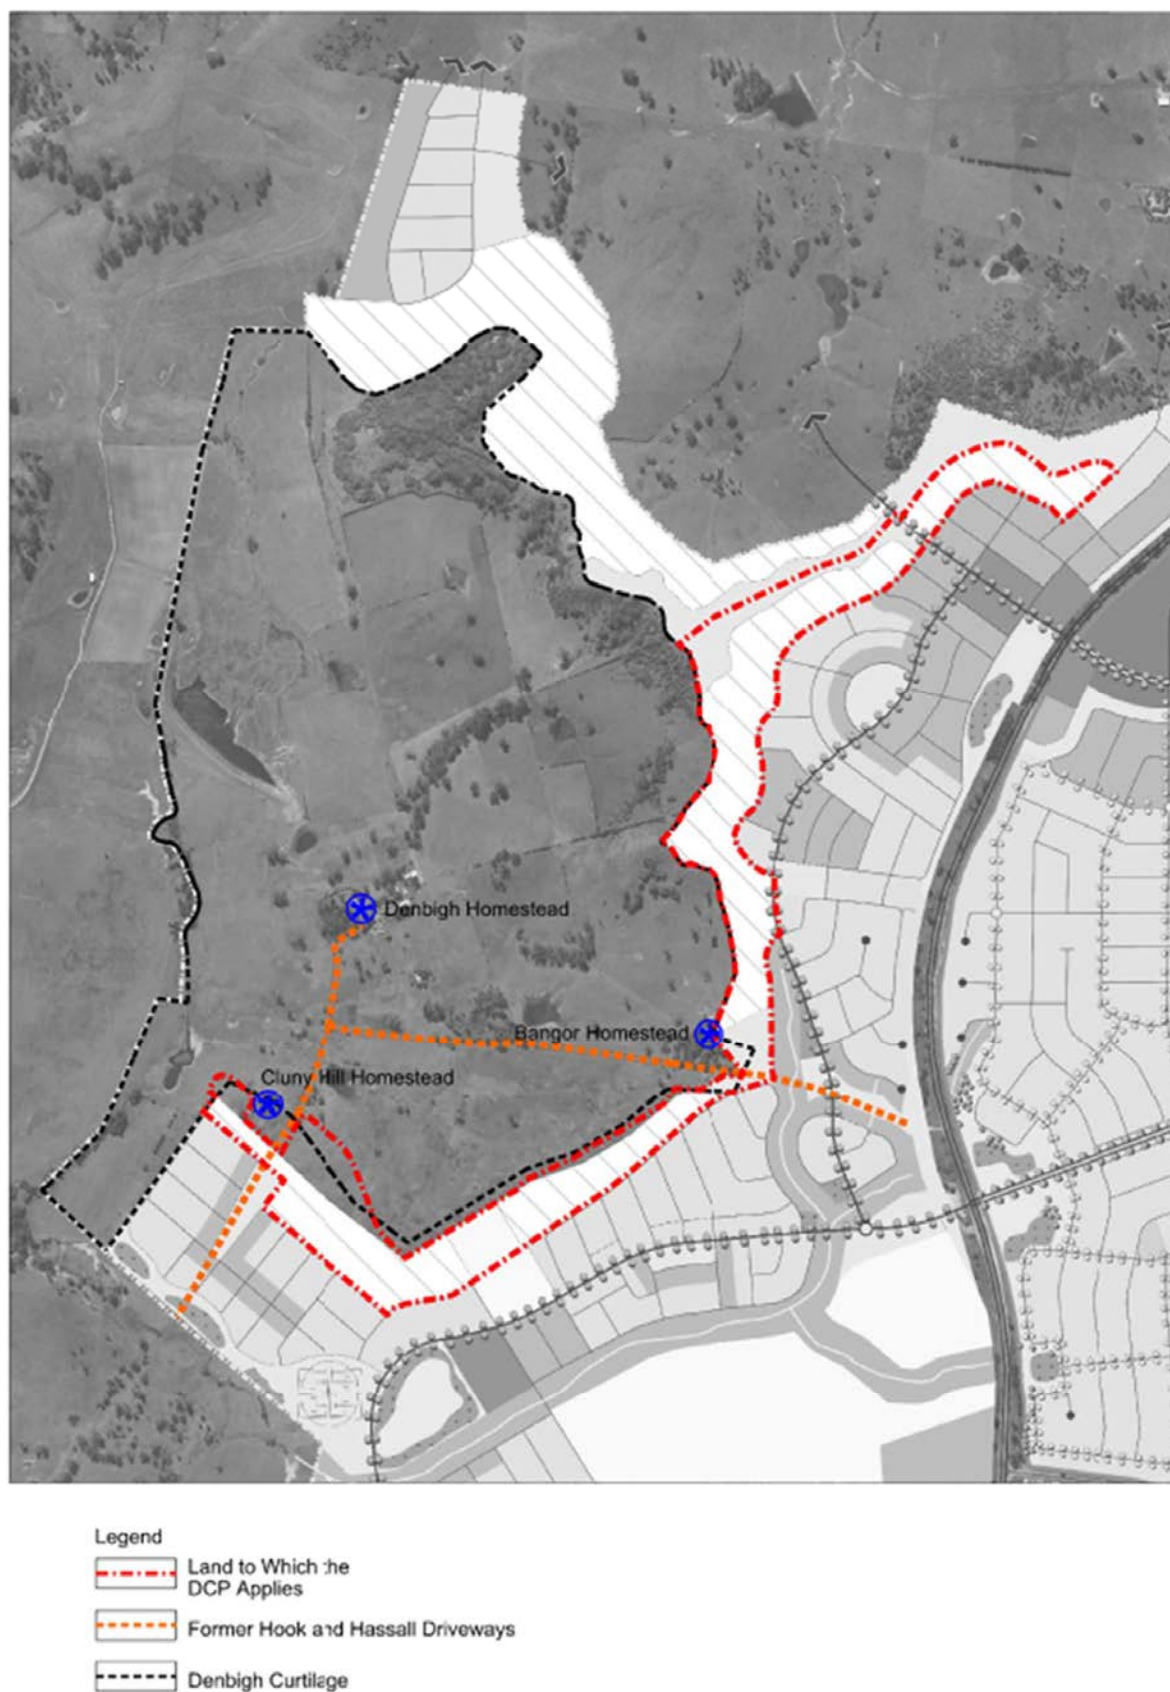 Denbigh Homestead
Bangor Homestead
Cluny Hill Homestead
Legend
Land to Which the
DCP Applies
Former Hook and Hassall Driveways
Denbigh Curtilage